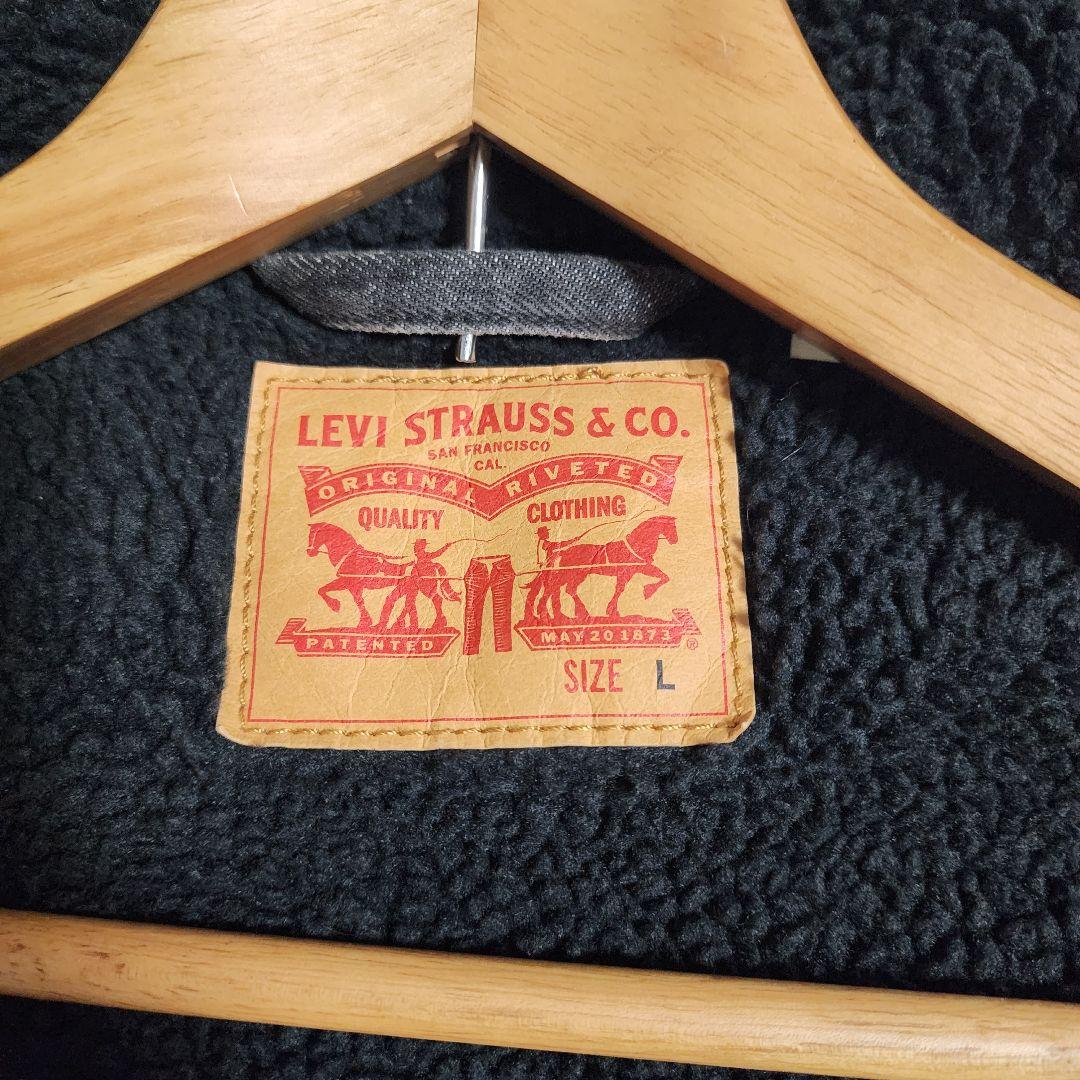 LEVI STRAUSS & CO.
SAN FRANCISCO
CAL.
ORIGINAL RIVETED
QUALITY CLOTHING
PATENTED MAY 20 1873 ®
SIZE L